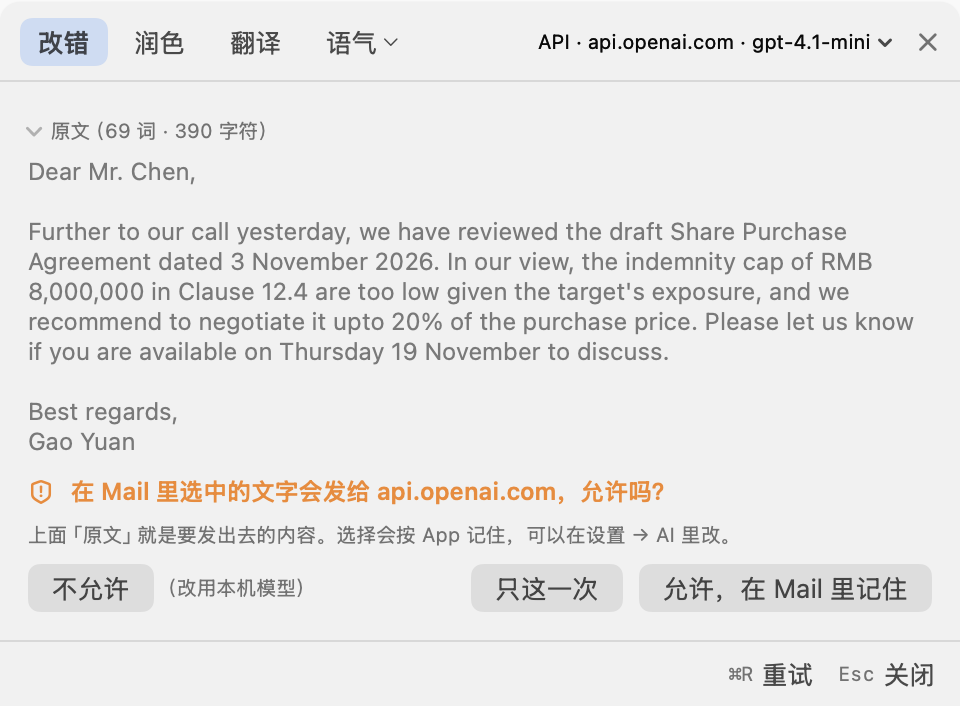 改错 润色 翻译 语气 API · api.openai.com · gpt-4.1-mini
原文 (69 词 · 390 字符)
Dear Mr. Chen,
Further to our call yesterday, we have reviewed the draft Share Purchase
Agreement dated 3 November 2026. In our view, the indemnity cap of RMB
8,000,000 in Clause 12.4 are too low given the target's exposure, and we
recommend to negotiate it upto 20% of the purchase price. Please let us know
if you are available on Thursday 19 November to discuss.
Best regards,
Gao Yuan
在 Mail 里选中的文字会发给 api.openai.com，允许吗?
上面「原文」就是要发出去的内容。选择会按 App 记住，可以在设置 → AI 里改。
不允许 (改用本机模型) 只这一次 允许，在 Mail 里记住
⌘R 重试 Esc 关闭